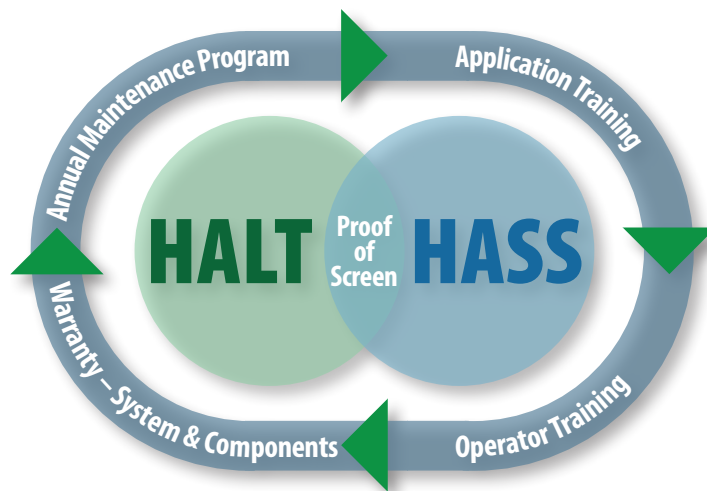 Annual Maintenance Program
Application Training
HALT
Proof
of
Screen
HASS
Warranty – System & Components
Operator Training